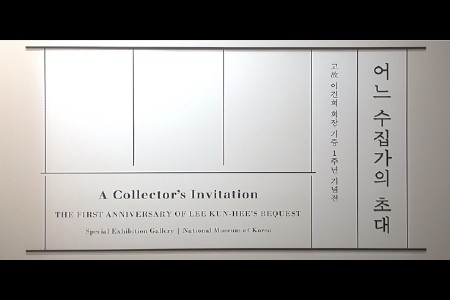 어느 수집가의 초대
고故 이건희 회장 기증 1주년 기념전
A Collector's Invitation
THE FIRST ANNIVERSARY OF LEE KUN-HEE'S BEQUEST
Special Exhibition Gallery | National Museum of Korea